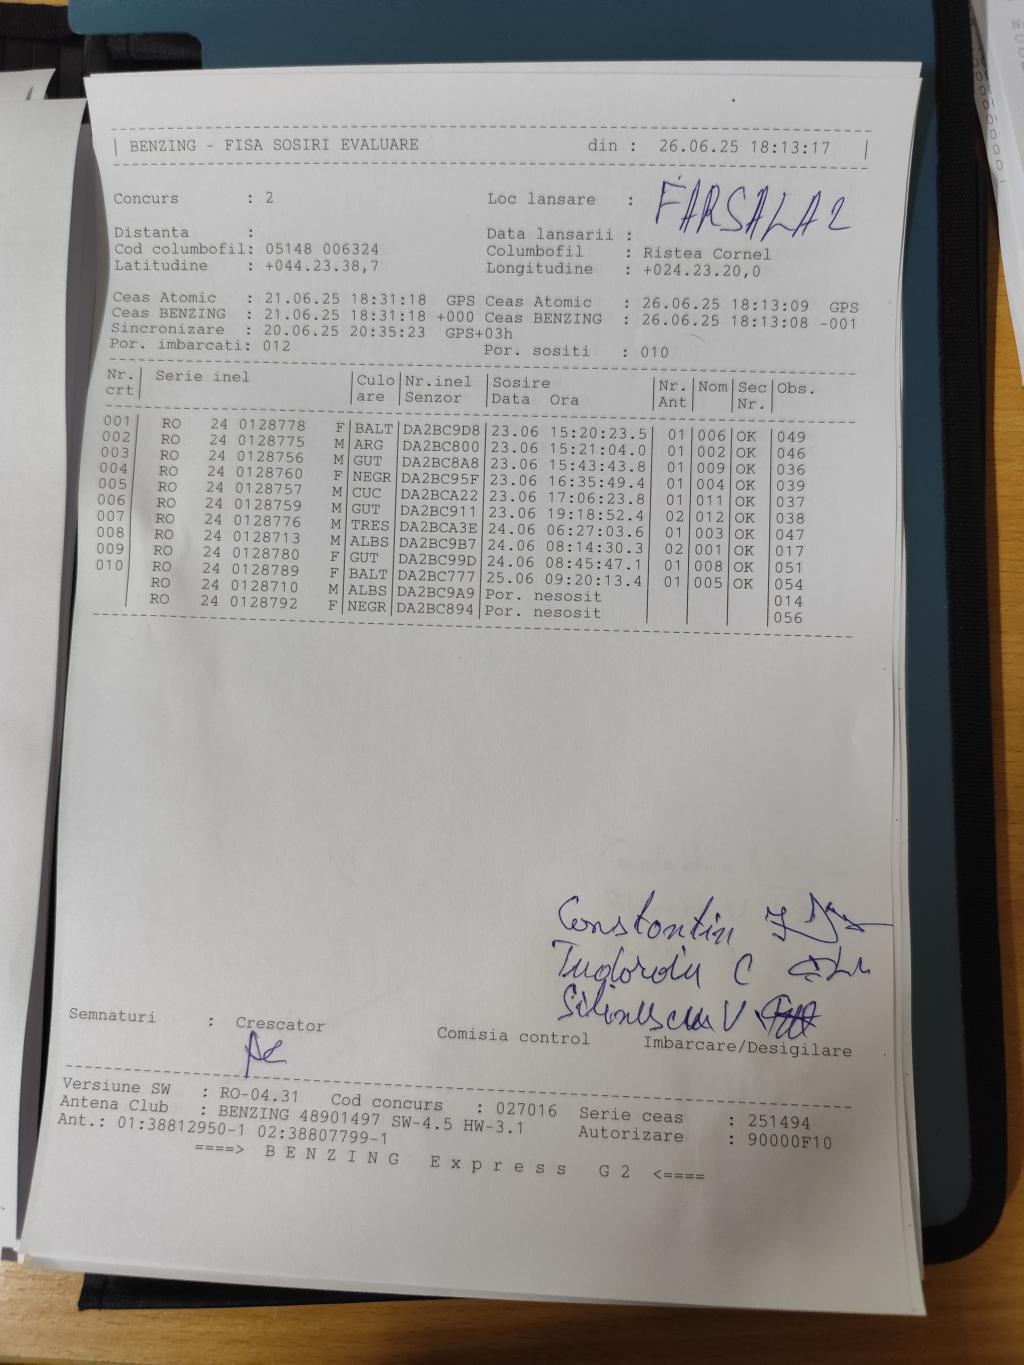 BENZING - FISA SOSIRI EVALUARE din : 26.06.25 18:13:17
Concurs : 2 Loc lansare : FARSALA 2
Distanta : Data lansarii :
Cod columbofil: 05148 006324 Columbofil : Ristea Cornel
Latitudine : +044.23.38,7 Longitudine : +024.23.20,0
Ceas Atomic : 21.06.25 18:31:18 GPS Ceas Atomic : 26.06.25 18:13:09 GPS
Ceas BENZING : 21.06.25 18:31:18 +000 Ceas BENZING : 26.06.25 18:13:08 -001
Sincronizare : 20.06.25 20:35:23 GPS+03h
Por. imbarcati: 012 Por. sositi : 010
Nr. Serie inel Culo Nr.inel Sosire Nr. Nom Sec Obs.
crt are Senzor Data Ora Ant Nr.
001 RO 24 0128778 F BALT DA2BC9D8 23.06 15:20:23.5 01 006 OK 049
002 RO 24 0128775 M ARG DA2BC800 23.06 15:21:04.0 01 002 OK 046
003 RO 24 0128756 M GUT DA2BC8A8 23.06 15:43:43.8 01 009 OK 036
004 RO 24 0128760 F NEGR DA2BC95F 23.06 16:35:49.4 01 004 OK 039
005 RO 24 0128757 M CUC DA2BCA22 23.06 17:06:23.8 01 011 OK 037
006 RO 24 0128759 M GUT DA2BC911 23.06 19:18:52.4 02 012 OK 038
007 RO 24 0128776 M TRES DA2BCA3E 24.06 06:27:03.6 01 003 OK 047
008 RO 24 0128713 M ALBS DA2BC9B7 24.06 08:14:30.3 02 001 OK 017
009 RO 24 0128780 F GUT DA2BC99D 24.06 08:45:47.1 01 008 OK 051
010 RO 24 0128789 F BALT DA2BC777 25.06 09:20:13.4 01 005 OK 054
RO 24 0128710 M ALBS DA2BC9A9 Por. nesosit 014
RO 24 0128792 F NEGR DA2BC894 Por. nesosit 056
Constantin
Tudoroiu C
Silinescu V
Semnaturi : Crescator Comisia control Imbarcare/Desigilare
Versiune SW : RO-04.31 Cod concurs : 027016 Serie ceas : 251494
Antena Club : BENZING 48901497 SW-4.5 HW-3.1 Autorizare : 90000F10
Ant.: 01:38812950-1 02:38807799-1
====> B E N Z I N G E x p r e s s G 2 <====